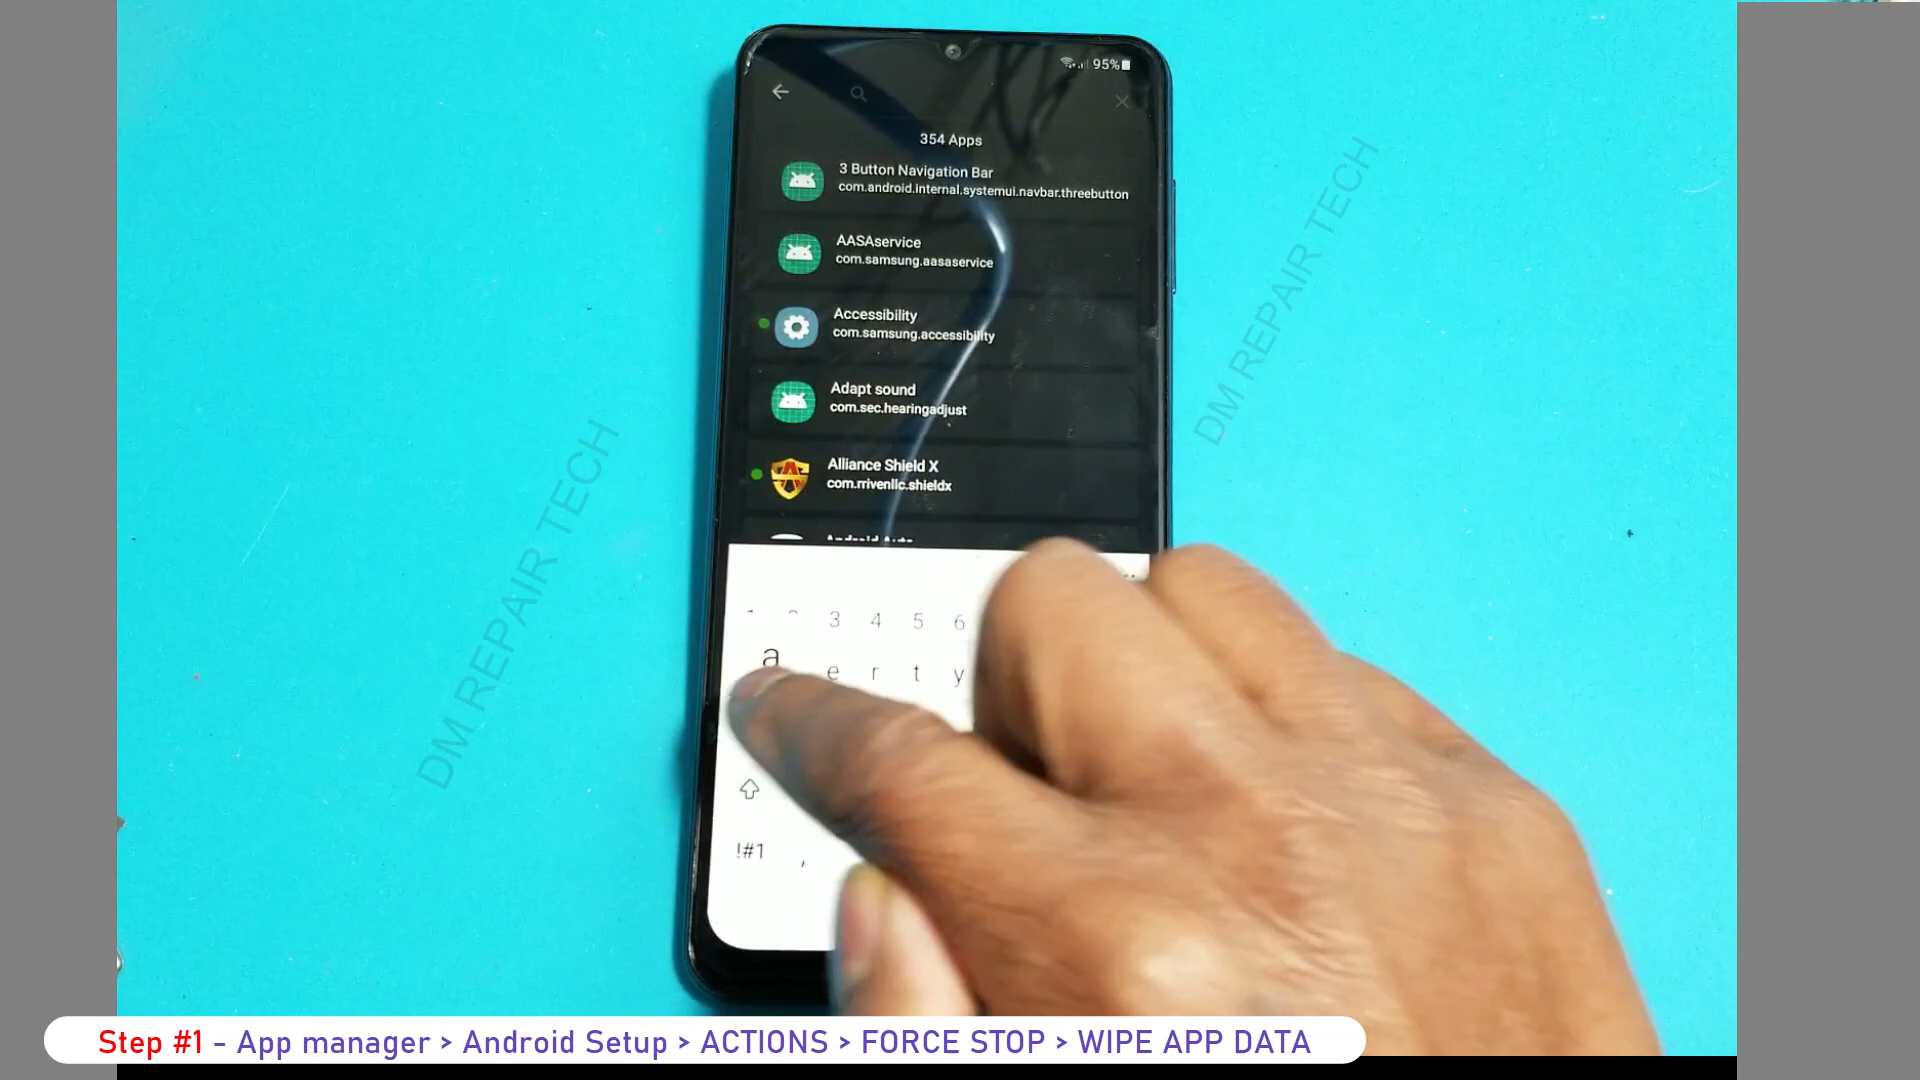 95%
354 Apps
3 Button Navigation Bar
com.android.internal.systemui.navbar.threebutton
AASAservice
com.samsung.aasaservice
Accessibility
com.samsung.accessibility
Adapt sound
com.sec.hearingadjust
Alliance Shield X
com.rrivenllc.shieldx
Android Auto
3 4 5 6
a
e r t y
!#1 ,
DM REPAIR TECH
DM REPAIR TECH
Step #1 - App manager > Android Setup > ACTIONS > FORCE STOP > WIPE APP DATA